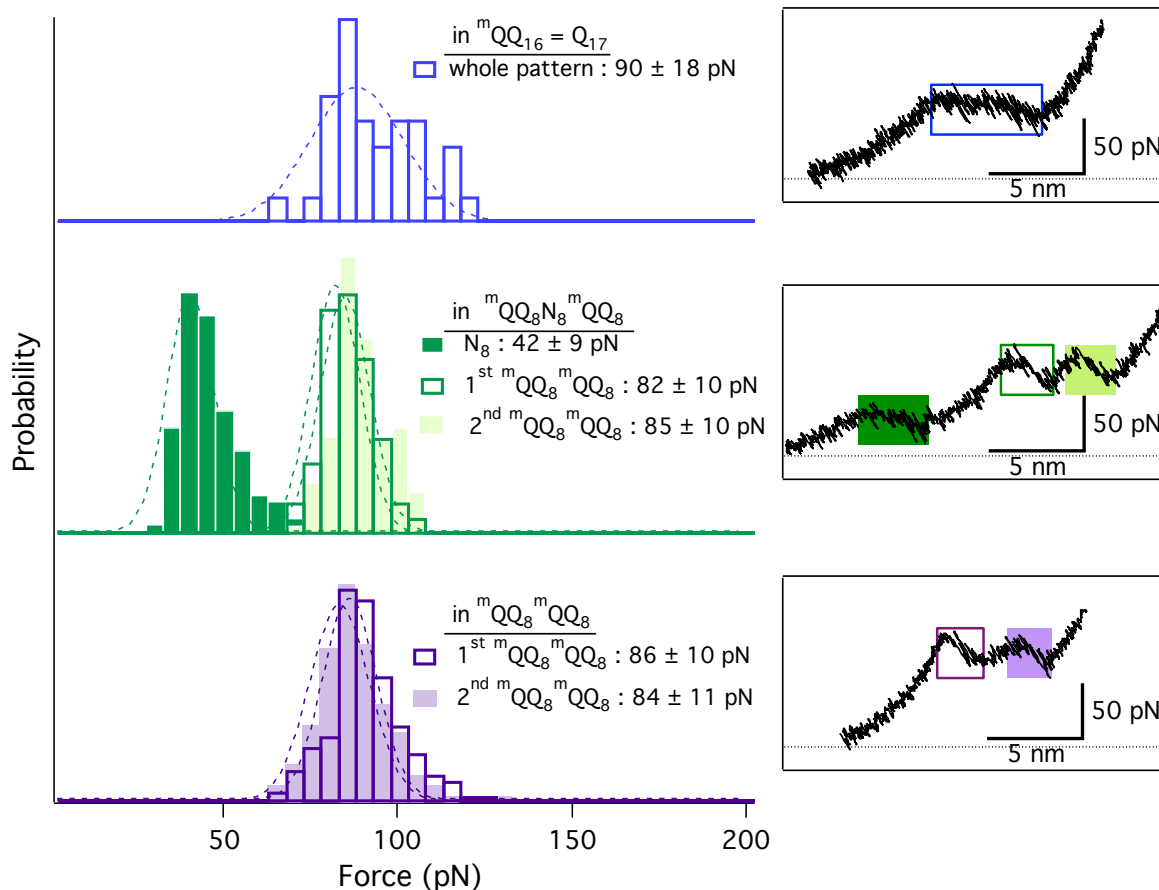 in ᵐQQ₁₆ = Q₁₇
whole pattern : 90 ± 18 pN
50 pN
5 nm
in ᵐQQ₈N₈ᵐQQ₈
N₈ : 42 ± 9 pN
1ˢᵗ ᵐQQ₈ᵐQQ₈ : 82 ± 10 pN
2ⁿᵈ ᵐQQ₈ᵐQQ₈ : 85 ± 10 pN
50 pN
5 nm
Probability
in ᵐQQ₈ᵐQQ₈
1ˢᵗ ᵐQQ₈ᵐQQ₈ : 86 ± 10 pN
2ⁿᵈ ᵐQQ₈ᵐQQ₈ : 84 ± 11 pN
50 pN
5 nm
50 100 150 200
Force (pN)